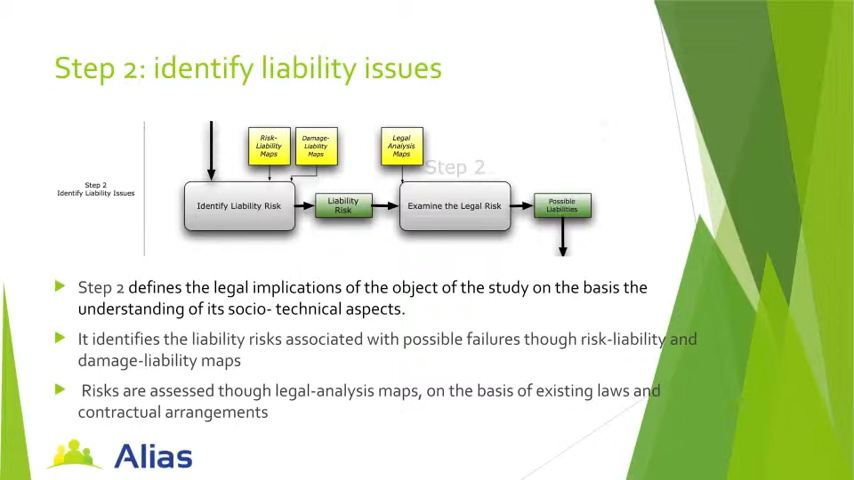 Step 2: identify liability issues
Risk-
Liability
Maps
Damage-
Liability
Maps
Legal
Analysis
Maps
Step 2
Step 2
Identify Liability Issues
Identify Liability Risk
Liability
Risk
Examine the Legal Risk
Possible
Liabilities
Step 2 defines the legal implications of the object of the study on the basis the
understanding of its socio- technical aspects.
It identifies the liability risks associated with possible failures though risk-liability and
damage-liability maps
Risks are assessed though legal-analysis maps, on the basis of existing laws and
contractual arrangements
Alias